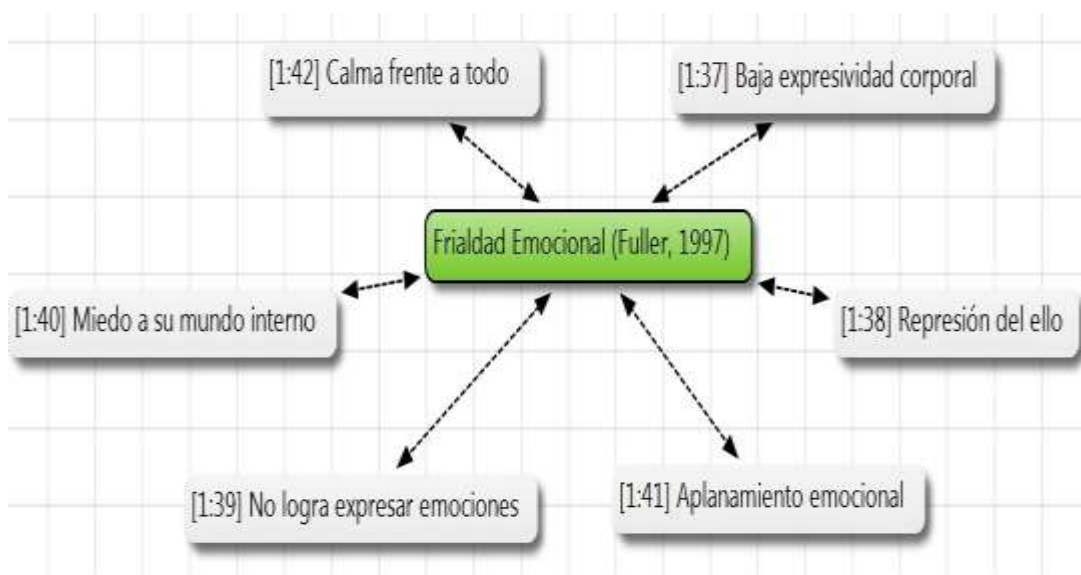 [1:42] Calma frente a todo
[1:37] Baja expresividad corporal
Frialdad Emocional (Fuller, 1997)
[1:40] Miedo a su mundo interno
[1:38] Represión del ello
[1:39] No logra expresar emociones
[1:41] Aplanamiento emocional